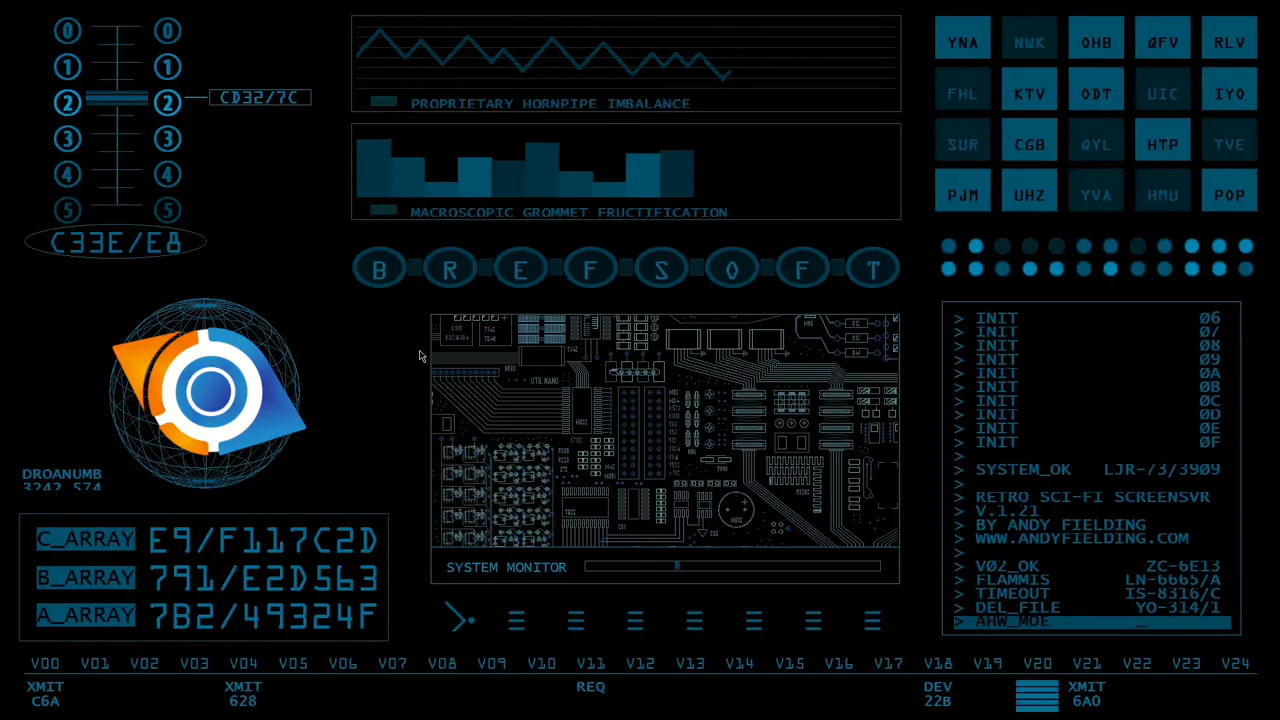 0 0
1 1
2 2
3 3
4 4
5 5
CD32/7C
C33E/E8
PROPRIETARY HORNPIPE IMBALANCE
MACROSCOPIC GROMMET FRUCTIFICATION
B R E F S O F T
YNA NWK OHB QFV RLV
FHL KTV ODT UIC IYO
SUR CGB QYL HTP TVE
PJM UHZ YVA HMU POP
DROANUMB
3242 574
C_ARRAY E9/F117C2D
B_ARRAY 791/E2D563
A_ARRAY 7B2/49324F
UTIL NANO
SYSTEM MONITOR
> INIT 06
> INIT 07
> INIT 08
> INIT 09
> INIT 0A
> INIT 0B
> INIT 0C
> INIT 0D
> INIT 0E
> INIT 0F
>
> SYSTEM_OK LJR-73/3909
>
> RETRO SCI-FI SCREENSVR
> V.1.21
> BY ANDY FIELDING
> WWW.ANDYFIELDING.COM
>
> V02_OK ZC-6E13
> FLAMMIS LN-6665/A
> TIMEOUT IS-8316/C
> DEL_FILE YO-314/1
> AHW_MOE _
V00 V01 V02 V03 V04 V05 V06 V07 V08 V09 V10 V11 V12 V13 V14 V15 V16 V17 V18 V19 V20 V21 V22 V23 V24
XMIT XMIT REQ DEV XMIT
C6A 628 22B 6A0